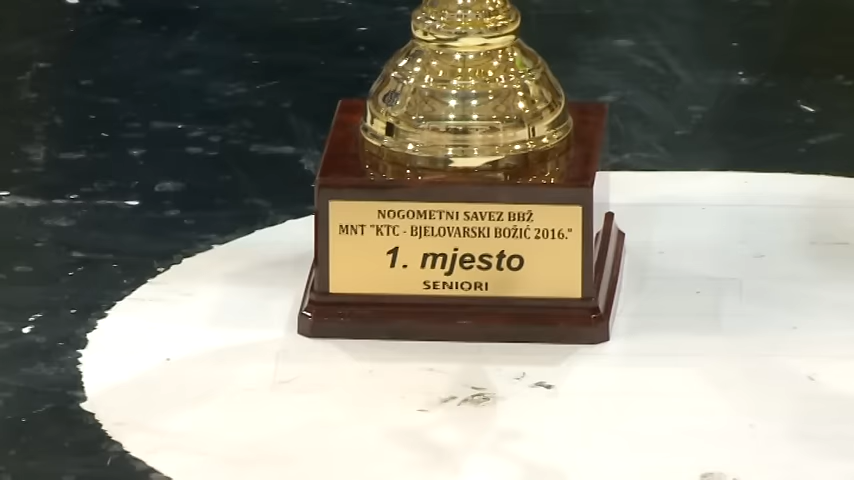 NOGOMETNI SAVEZ BBŽ
MNT "KTC - BJELOVARSKI BOŽIĆ 2016."
1. mjesto
SENIORI